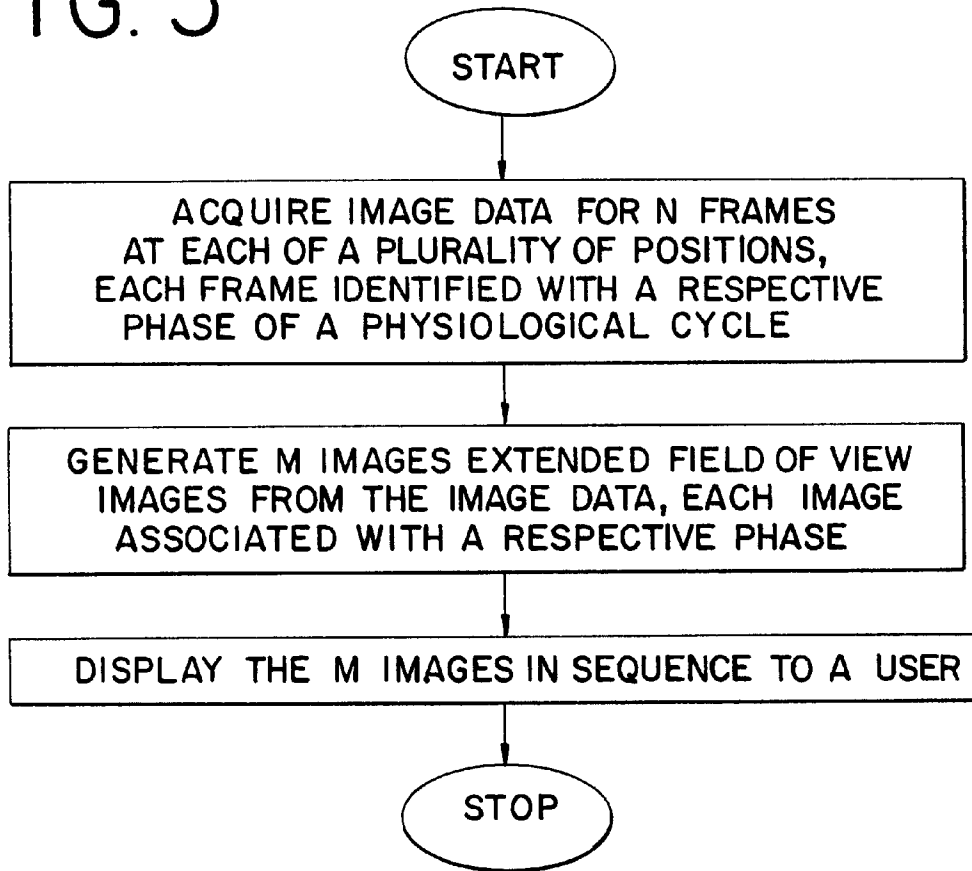 IG.
START
ACQUIRE IMAGE DATA FOR N FRAMES
AT EACH OF A PLURALITY OF POSITIONS,
EACH FRAME IDENTIFIED WITH A RESPECTIVE
PHASE OF A PHYSIOLOGICAL CYCLE
GENERATE M IMAGES EXTENDED FIELD OF VIEW
IMAGES FROM THE IMAGE DATA, EACH IMAGE
ASSOCIATED WITH A RESPECTIVE PHASE
DISPLAY THE M IMAGES IN SEQUENCE TO A USER
STOP